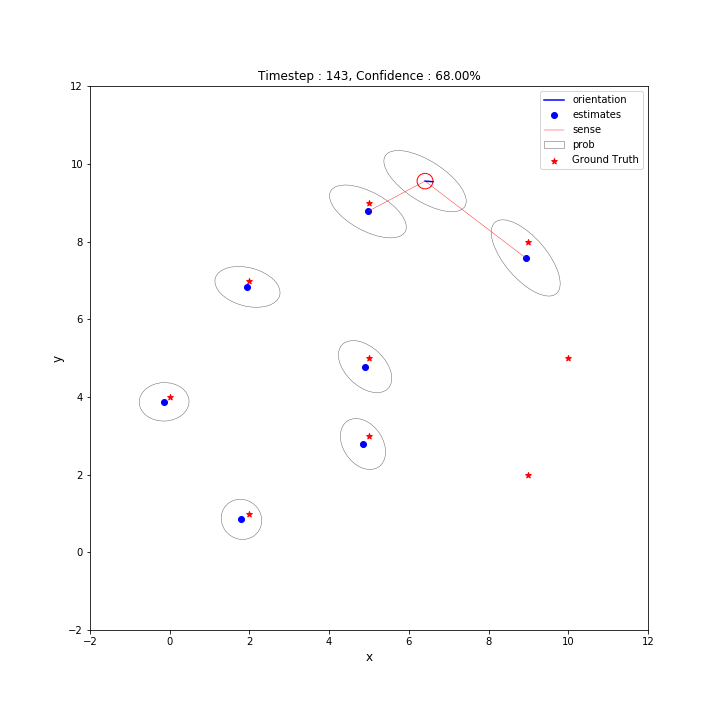 Timestep : 143, Confidence : 68.00%
orientation
estimates
sense
prob
Ground Truth
12
10
8
6
4
2
0
−2
y
−2
0
2
4
6
8
10
12
x